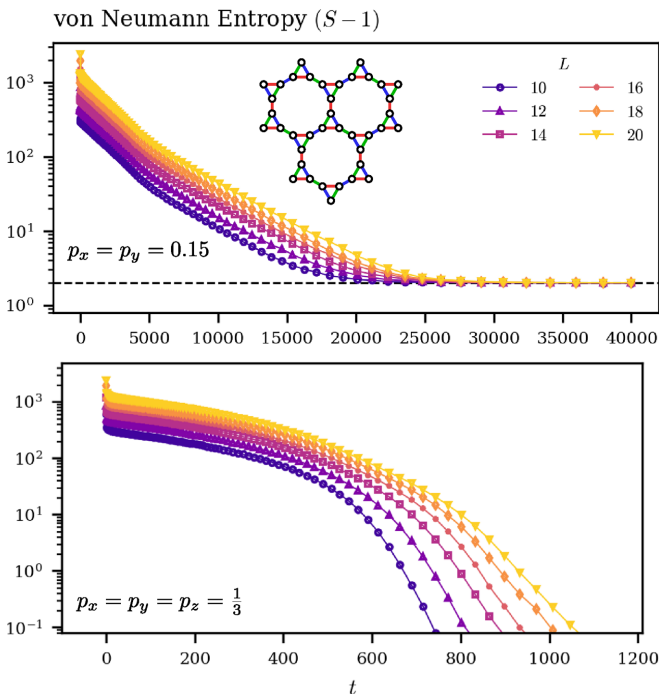 von Neumann Entropy (S − 1)
10³
10²
10¹
10⁰
L
10
12
14
16
18
20
pₓ = p_y = 0.15
0 5000 10000 15000 20000 25000 30000 35000 40000
10³
10²
10¹
10⁰
10⁻¹
pₓ = p_y = p_z = 1/3
0 200 400 600 800 1000 1200
t